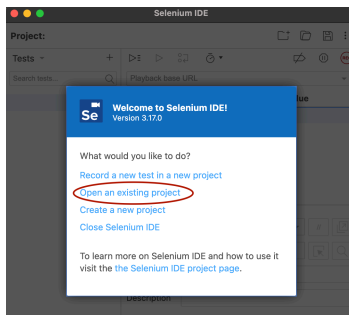 Selenium IDE
Project:
Tests
Search tests...
Playback base URL
Se
Welcome to Selenium IDE!
Version 3.17.0
What would you like to do?
Record a new test in a new project
Open an existing project
Create a new project
Close Selenium IDE
To learn more on Selenium IDE and how to use it
visit the the Selenium IDE project page.
Description